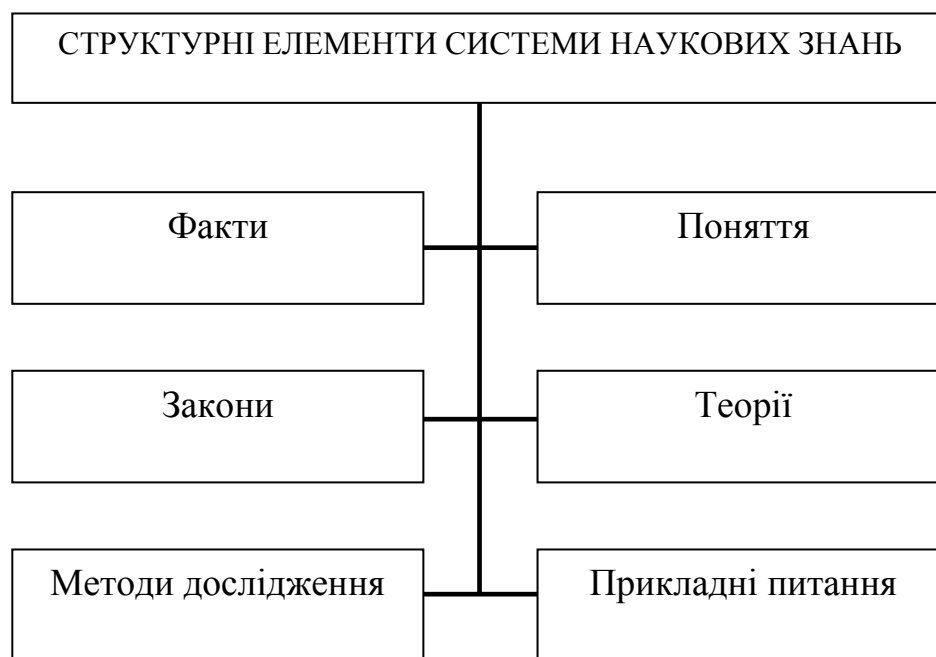 СТРУКТУРНІ ЕЛЕМЕНТИ СИСТЕМИ НАУКОВИХ ЗНАНЬ
Факти
Поняття
Закони
Теорії
Методи дослідження
Прикладні питання